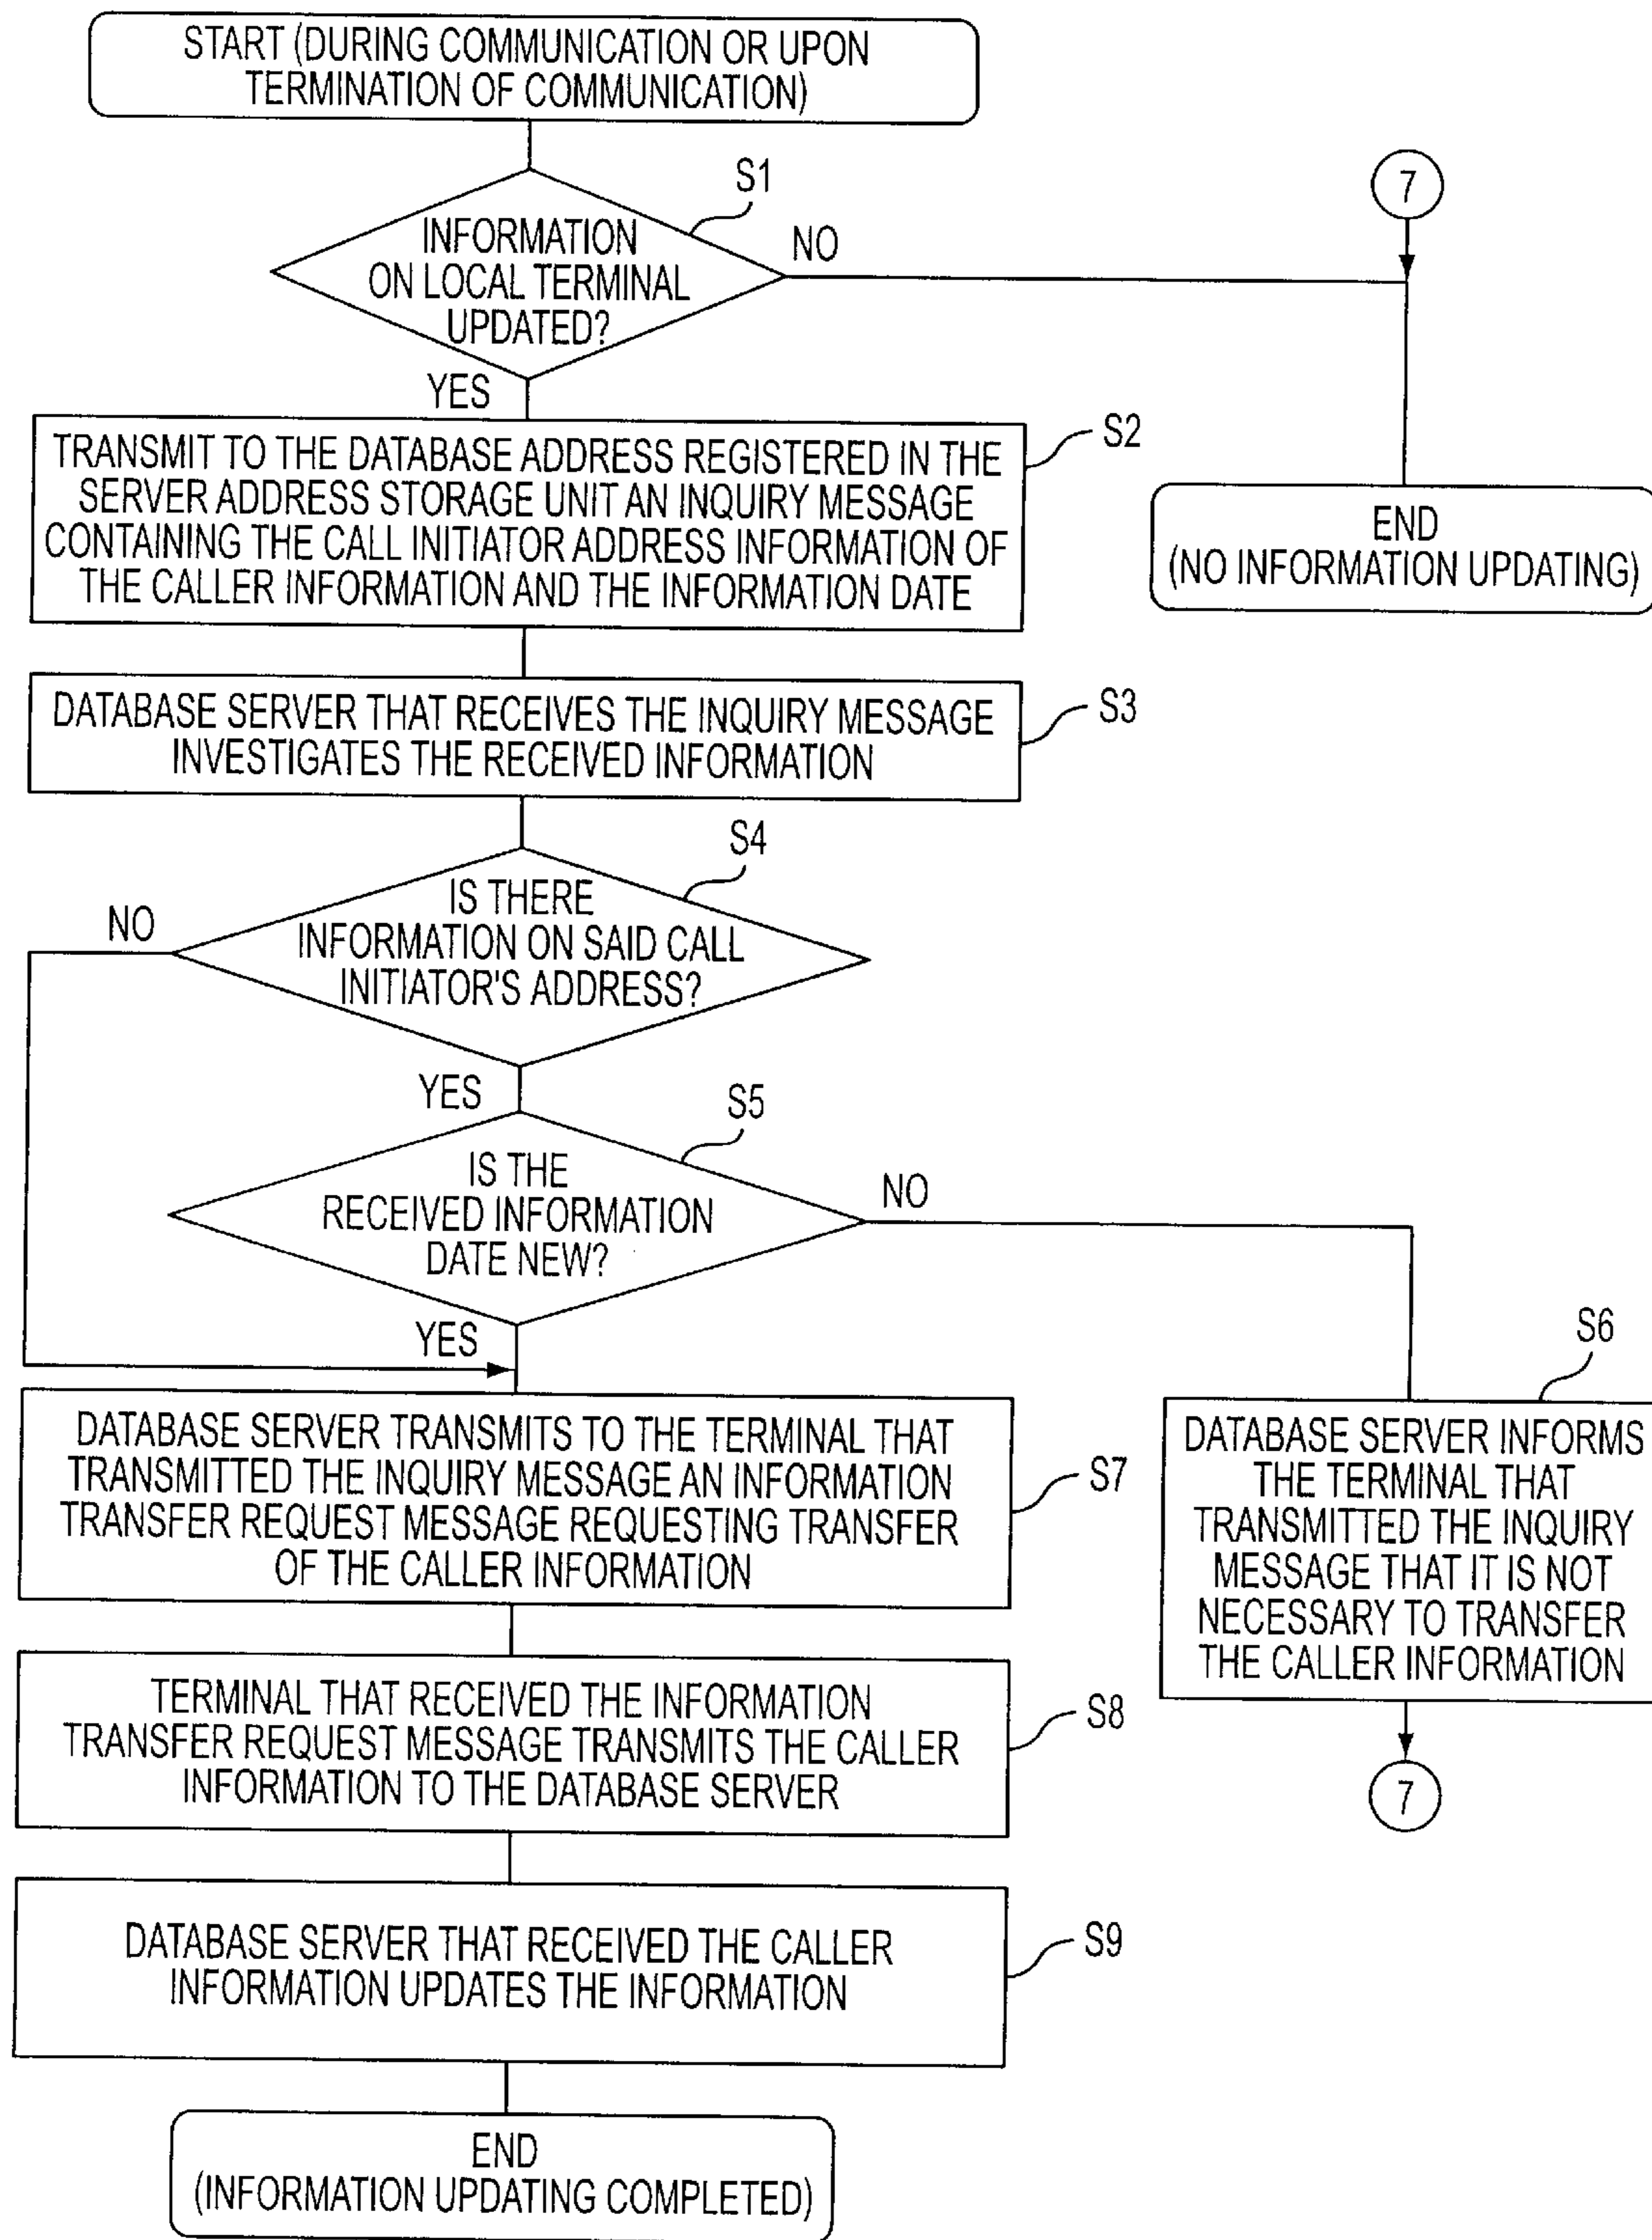 START (DURING COMMUNICATION OR UPON
TERMINATION OF COMMUNICATION)
7
S1
INFORMATION
ON LOCAL TERMINAL
UPDATED?
NO
YES
S2
TRANSMIT TO THE DATABASE ADDRESS REGISTERED IN THE
SERVER ADDRESS STORAGE UNIT AN INQUIRY MESSAGE
CONTAINING THE CALL INITIATOR ADDRESS INFORMATION OF
THE CALLER INFORMATION AND THE INFORMATION DATE
END
(NO INFORMATION UPDATING)
S3
DATABASE SERVER THAT RECEIVES THE INQUIRY MESSAGE
INVESTIGATES THE RECEIVED INFORMATION
S4
IS THERE
INFORMATION ON SAID CALL
INITIATOR'S ADDRESS?
NO
YES
S5
IS THE
RECEIVED INFORMATION
DATE NEW?
NO
YES
S6
DATABASE SERVER INFORMS
THE TERMINAL THAT
TRANSMITTED THE INQUIRY
MESSAGE THAT IT IS NOT
NECESSARY TO TRANSFER
THE CALLER INFORMATION
7
DATABASE SERVER TRANSMITS TO THE TERMINAL THAT
TRANSMITTED THE INQUIRY MESSAGE AN INFORMATION
TRANSFER REQUEST MESSAGE REQUESTING TRANSFER
OF THE CALLER INFORMATION
S7
TERMINAL THAT RECEIVED THE INFORMATION
TRANSFER REQUEST MESSAGE TRANSMITS THE CALLER
INFORMATION TO THE DATABASE SERVER
S8
DATABASE SERVER THAT RECEIVED THE CALLER
INFORMATION UPDATES THE INFORMATION
S9
END
(INFORMATION UPDATING COMPLETED)